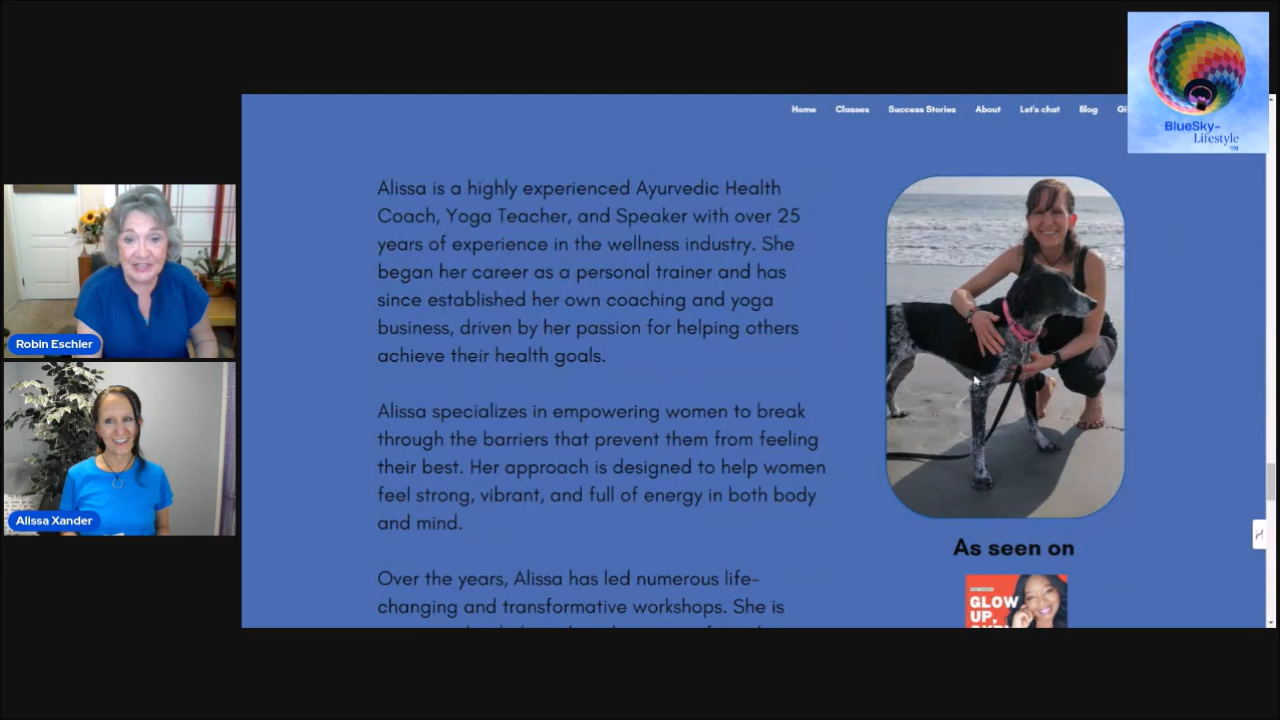 BlueSky-
Lifestyle
TM
Home Classes Success Stories About Let's chat Blog
Alissa is a highly experienced Ayurvedic Health
Coach, Yoga Teacher, and Speaker with over 25
years of experience in the wellness industry. She
began her career as a personal trainer and has
since established her own coaching and yoga
business, driven by her passion for helping others
achieve their health goals.
Alissa specializes in empowering women to break
through the barriers that prevent them from feeling
their best. Her approach is designed to help women
feel strong, vibrant, and full of energy in both body
and mind.
Over the years, Alissa has led numerous life-
changing and transformative workshops. She is
As seen on
GLOW
UP,
Robin Eschler
Alissa Xander